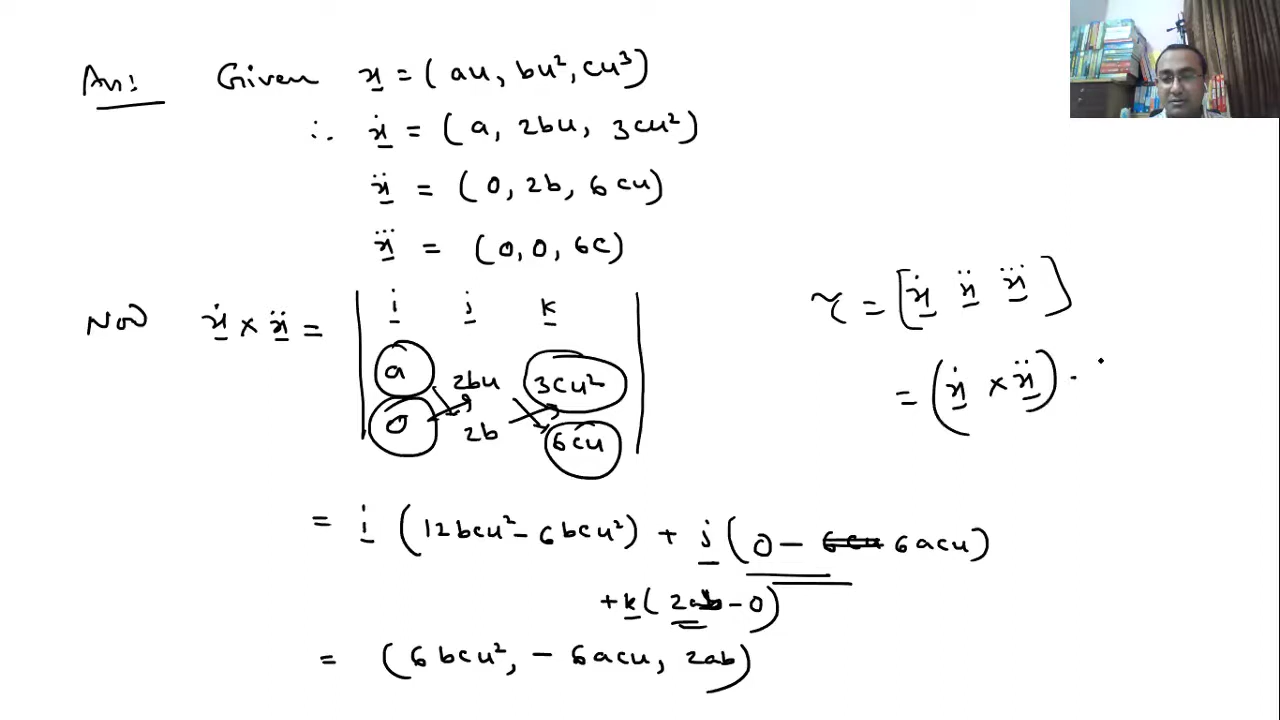 Ans: Given r = (au, bu², cu³)
∴ ṙ = (a, 2bu, 3cu²)
r̈ = (0, 2b, 6cu)
r⃛ = (0, 0, 6c)
Now ṙ × r̈ = | i j k |
a 2bu 3cu²
0 2b 6cu
= i (12bcu² - 6bcu²) + j (0 - 6cu 6acu)
+ k (2ab - 0)
= (6bcu², - 6acu, 2ab)
τ = [ṙ r̈ r⃛]
= (ṙ × r̈) ·